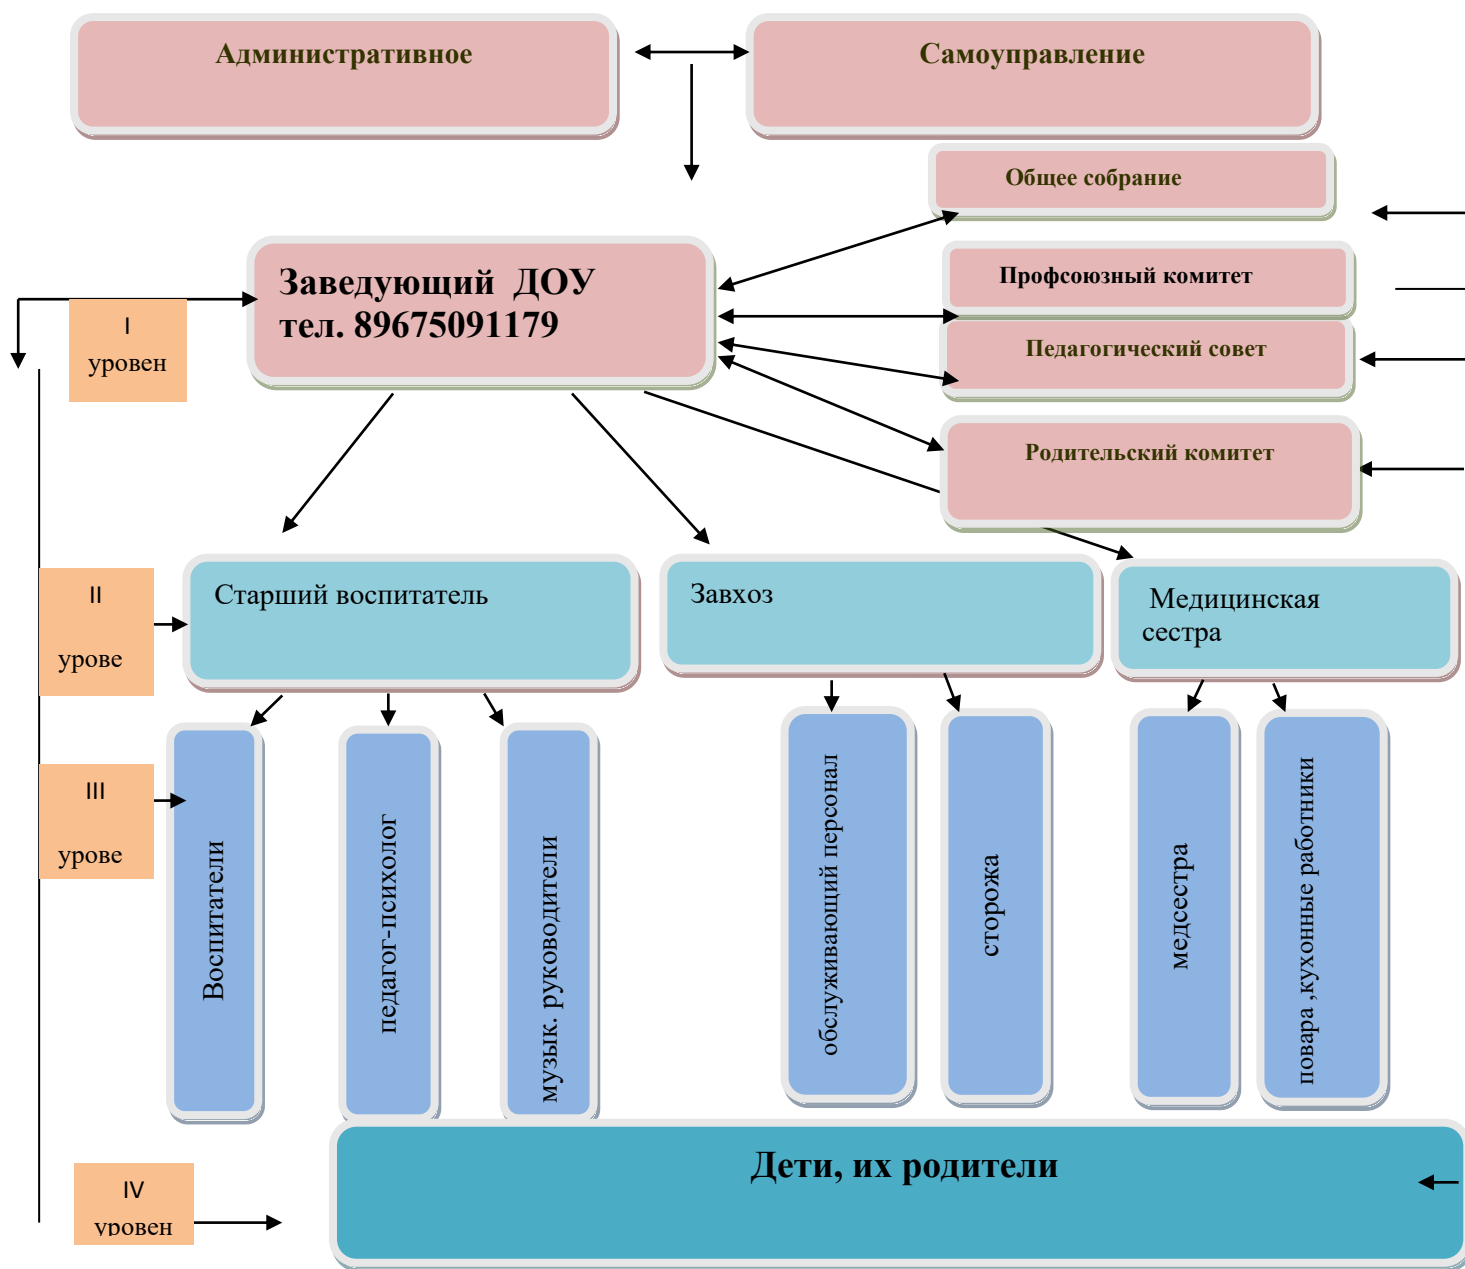 Административное
Самоуправление
Общее собрание
Заведующий ДОУ
тел. 89675091179
Профсоюзный комитет
I
уровен
Педагогический совет
Родительский комитет
II
урове
Старший воспитатель
Завхоз
Медицинская
сестра
III
урове
Воспитатели
педагог-психолог
музык. руководители
обслуживающий персонал
сторожа
медсестра
повара ,кухонные работники
Дети, их родители
IV
уровен